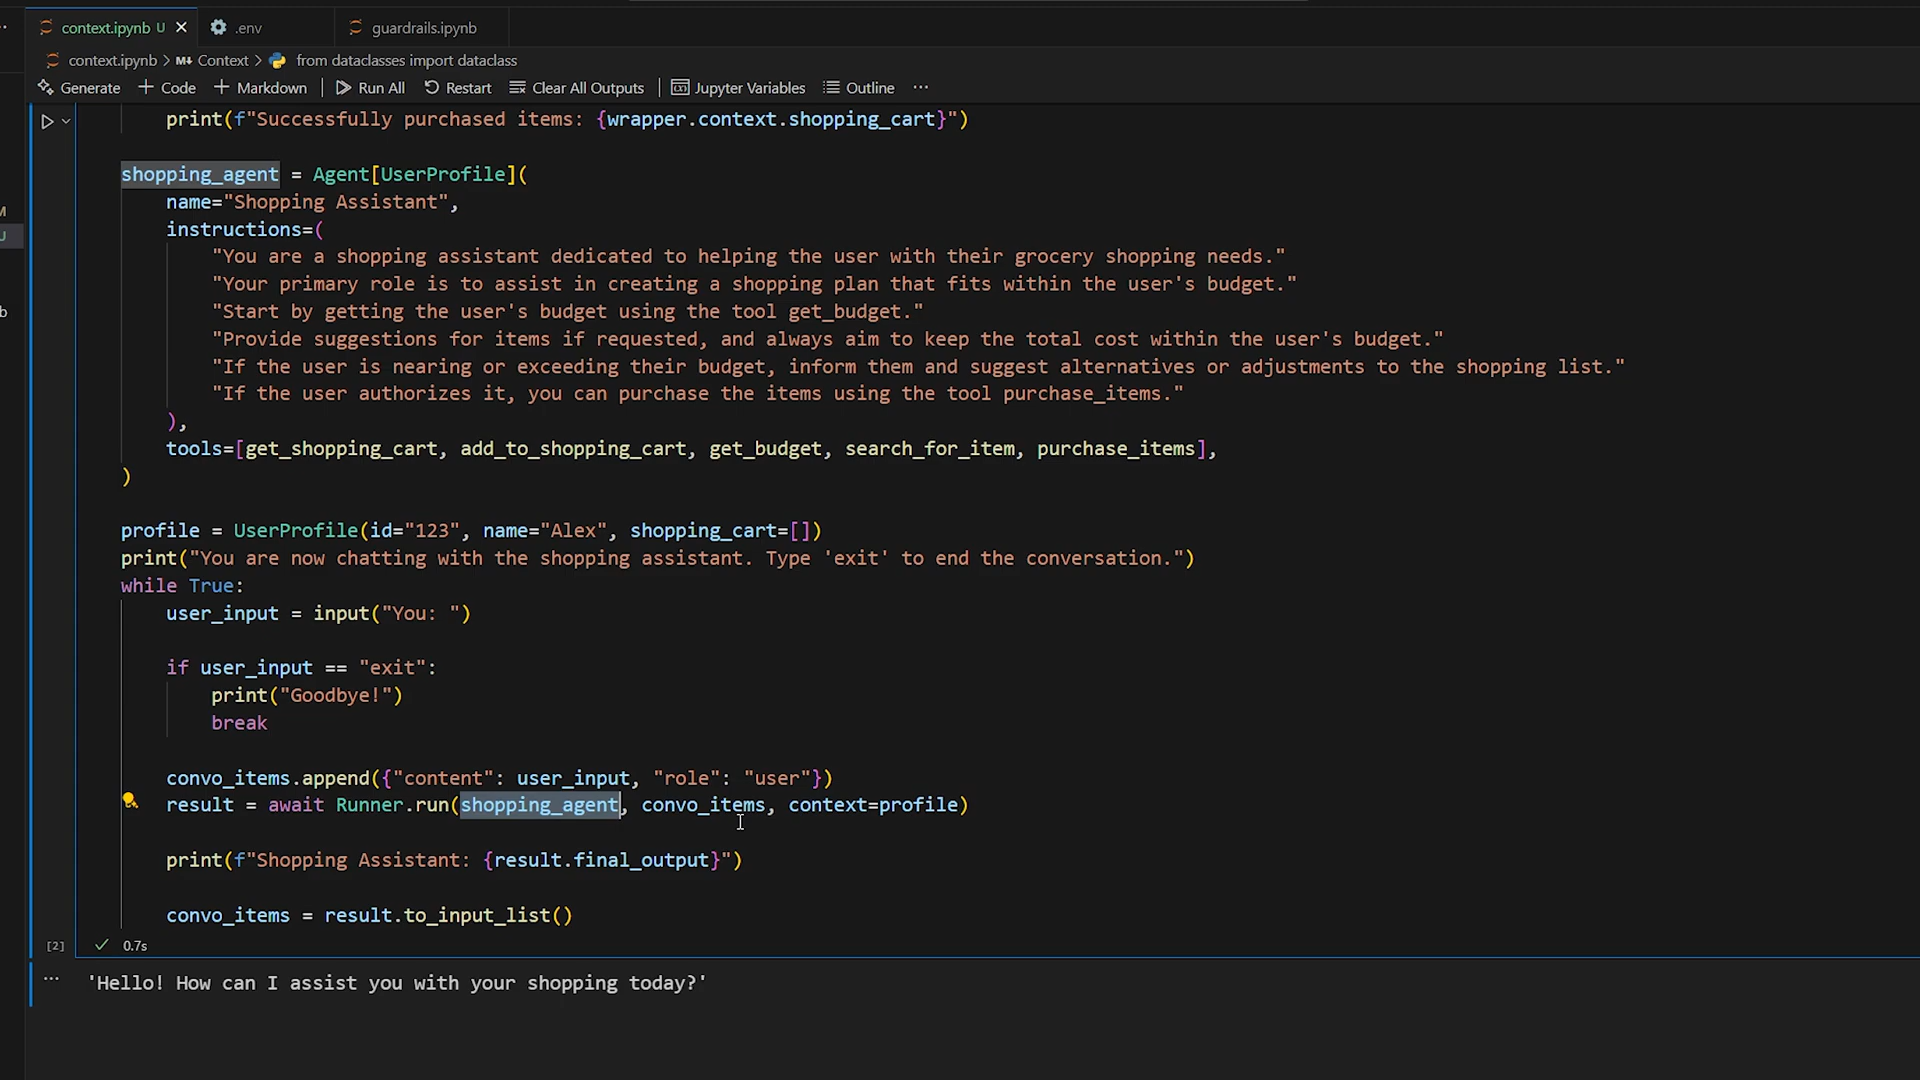 context.ipynb U
.env
guardrails.ipynb
context.ipynb > M↓ Context > from dataclasses import dataclass
Generate + Code + Markdown | Run All Restart Clear All Outputs | Jupyter Variables Outline ...
print(f"Successfully purchased items: {wrapper.context.shopping_cart}")
shopping_agent = Agent[UserProfile](
name="Shopping Assistant",
instructions=(
"You are a shopping assistant dedicated to helping the user with their grocery shopping needs."
"Your primary role is to assist in creating a shopping plan that fits within the user's budget."
"Start by getting the user's budget using the tool get_budget."
"Provide suggestions for items if requested, and always aim to keep the total cost within the user's budget."
"If the user is nearing or exceeding their budget, inform them and suggest alternatives or adjustments to the shopping list."
"If the user authorizes it, you can purchase the items using the tool purchase_items."
),
tools=[get_shopping_cart, add_to_shopping_cart, get_budget, search_for_item, purchase_items],
)
profile = UserProfile(id="123", name="Alex", shopping_cart=[])
print("You are now chatting with the shopping assistant. Type 'exit' to end the conversation.")
while True:
user_input = input("You: ")
if user_input == "exit":
print("Goodbye!")
break
convo_items.append({"content": user_input, "role": "user"})
result = await Runner.run(shopping_agent, convo_items, context=profile)
print(f"Shopping Assistant: {result.final_output}")
convo_items = result.to_input_list()
[2] ✓ 0.7s
... 'Hello! How can I assist you with your shopping today?'